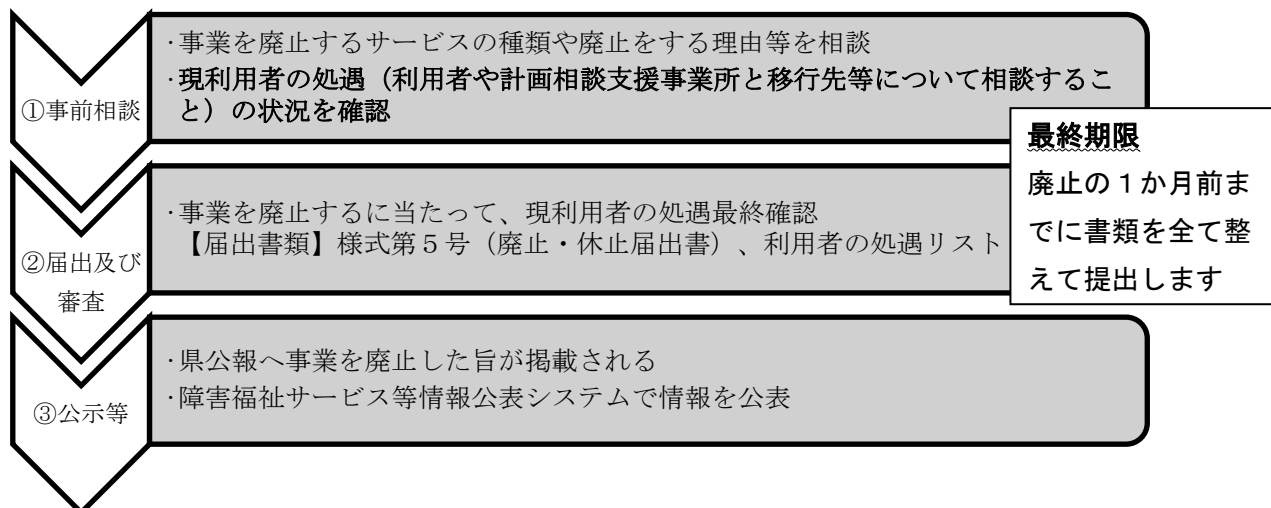 ①事前相談
·事業を廃止するサービスの種類や廃止をする理由等を相談
·現利用者の処遇（利用者や計画相談支援事業所と移行先等について相談するこ
と）の状況を確認
最終期限
廃止の１か月前ま
でに書類を全て整
えて提出します
②届出及び
審査
·事業を廃止するに当たって、現利用者の処遇最終確認
【届出書類】様式第５号（廃止・休止届出書）、利用者の処遇リスト
③公示等
·県公報へ事業を廃止した旨が掲載される
·障害福祉サービス等情報公表システムで情報を公表